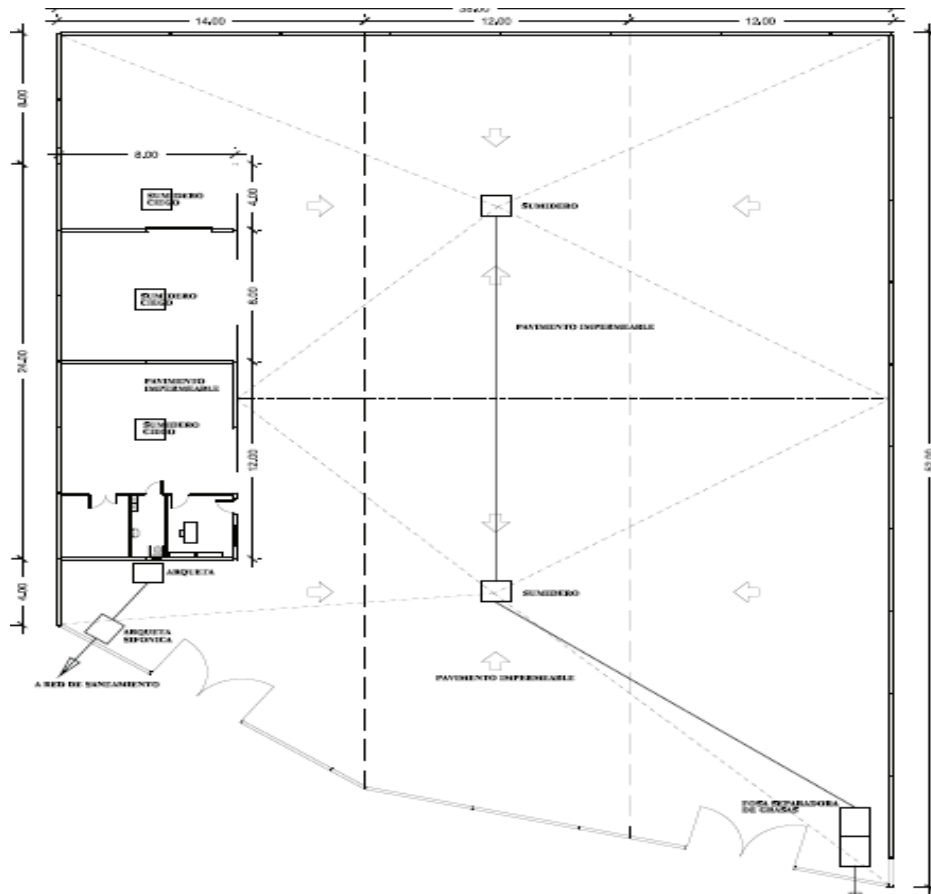 14.00
12.00
12.00
8.00
8.00
SUMIDERO
CIEGO
4.00
SUMIDERO
SUMIDERO
CIEGO
PAVIMENTO IMPERMEABLE
24.00
PAVIMENTO
IMPERMEABLE
SUMIDERO
CIEGO
12.00
ARQUETA
SUMIDERO
4.00
ARQUETA
SIFONICA
A RED DE SANEAMIENTO
PAVIMENTO IMPERMEABLE
FOSA SEPARADORA
DE GRASAS